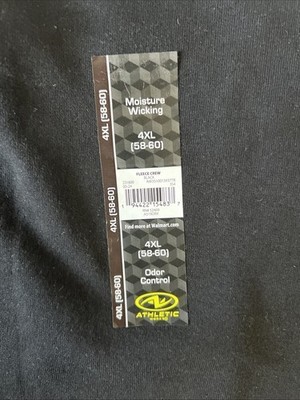 4XL (58-60)
4XL (58-60)
4XL (58-60)
Moisture
Wicking
4XL
(58-60)
FLEECE CREW
BLACK
Find more at Walmart.com
4XL
(58-60)
Odor
Control
ATHLETIC